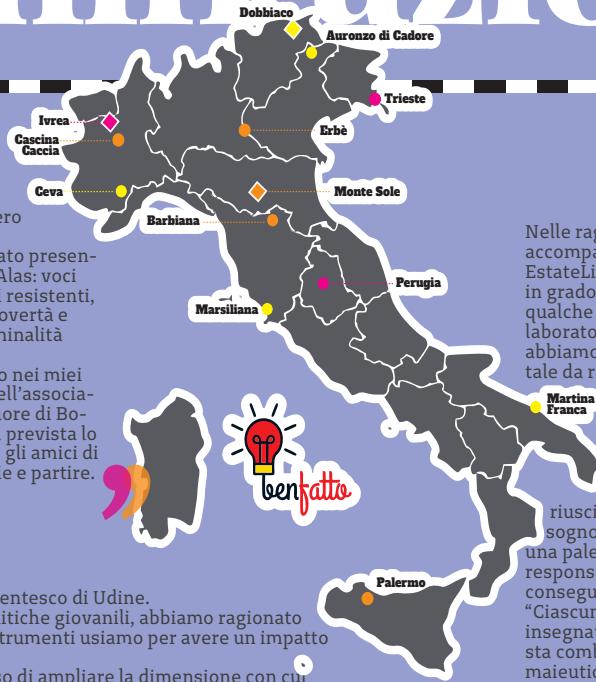 Dobbiaco
Auronzo di Cadore
Trieste
Ivrea
Erbè
Cascina
Caccia
Ceva
Monte Sole
Barbiana
Perugia
Marsiliana
Martina
Franca
Palermo
benfatto
ero
ato presen-
Alas: voci
i resistenti,
overtà e
minalità
o nei miei
ell'associa-
ore di Bo-
prevista lo
gli amici di
e e partire.
entesco di Udine.
itiche giovanili, abbiamo ragionato
trumenti usiamo per avere un impatto
so di ampliare la dimensione con cui
Nelle rag
accompa
EstateLi
in grado
qualche
laborato
abbiamo
tale da r
riusci
sogno
una pale
respons
consegu
“Ciascun
insegna
sta comb
maieutic